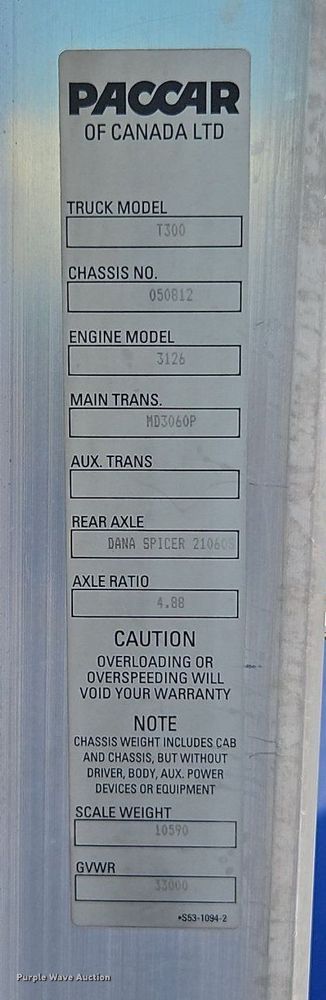 PACCAR
OF CANADA LTD
TRUCK MODEL
T300
CHASSIS NO.
050812
ENGINE MODEL
3126
MAIN TRANS.
MD3060P
AUX. TRANS
REAR AXLE
DANA SPICER 21060S
AXLE RATIO
4.88
CAUTION
OVERLOADING OR
OVERSPEEDING WILL
VOID YOUR WARRANTY
NOTE
CHASSIS WEIGHT INCLUDES CAB
AND CHASSIS, BUT WITHOUT
DRIVER, BODY, AUX. POWER
DEVICES OR EQUIPMENT
SCALE WEIGHT
10590
GVWR
33000
•S53-1094-2
Purple Wave Auction